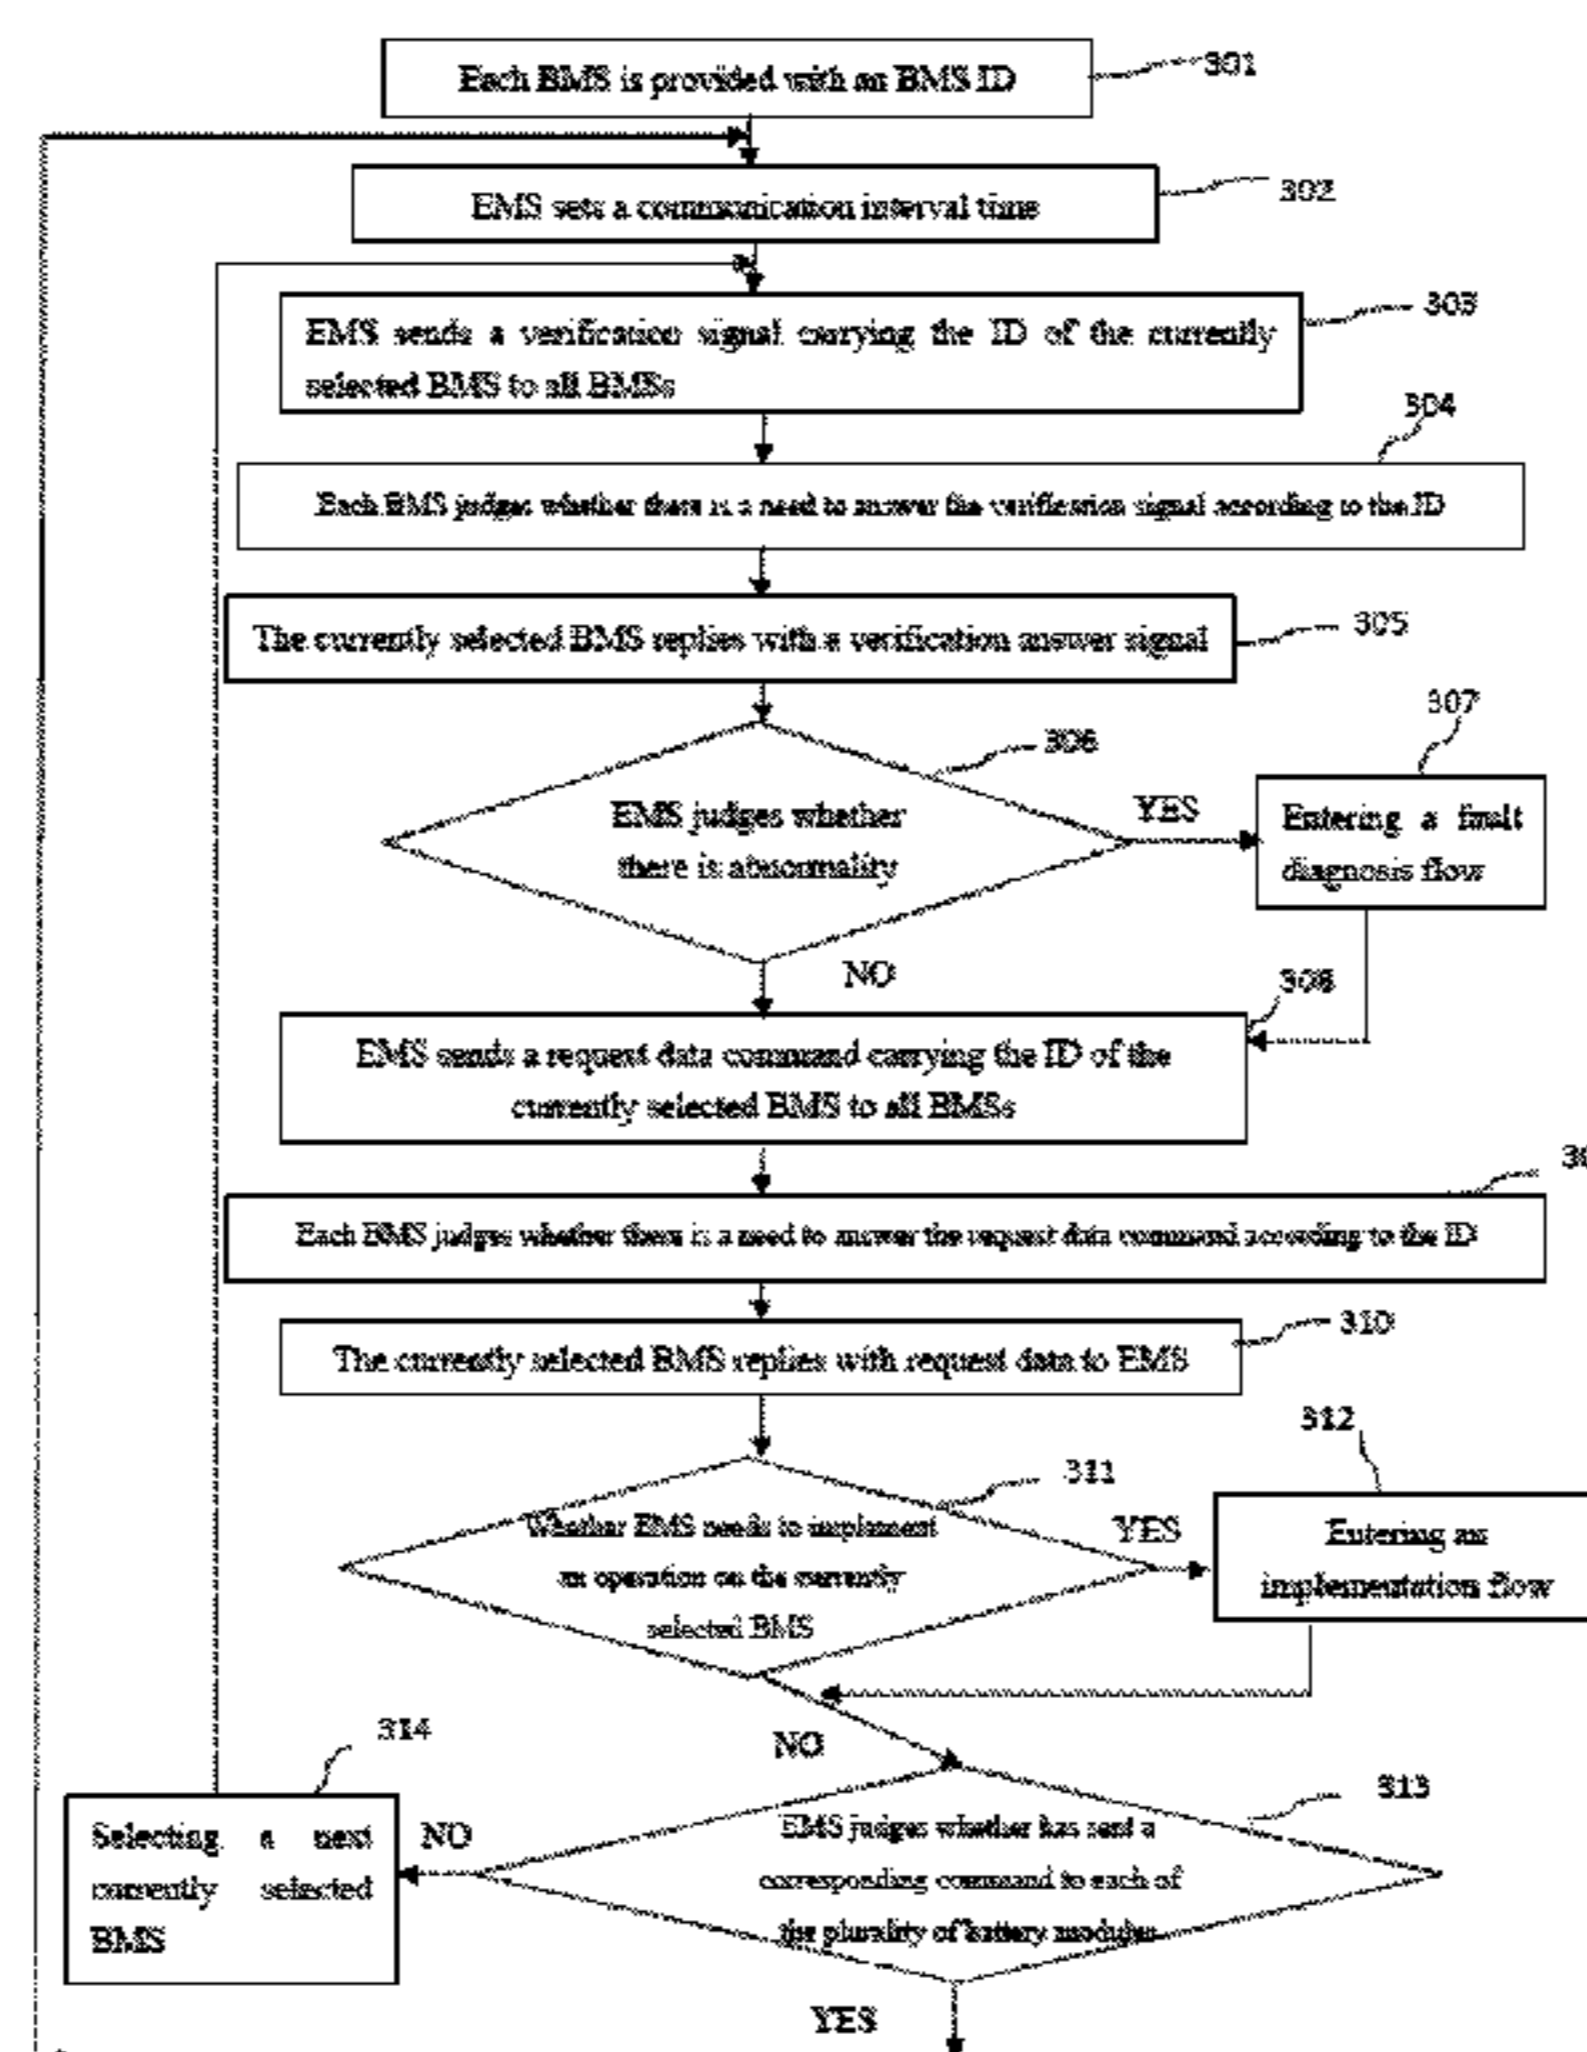 Each BMS is provided with an BMS ID
301
EMS sets a communication interval time
302
EMS sends a verification signal carrying the ID of the currently
selected BMS to all BMSs
303
304
Each BMS judges whether there is a need to answer the verification signal according to the ID
The currently selected BMS replies with a verification answer signal
305
306
307
EMS judges whether
there is abnormality
YES
Entering a fault
diagnosis flow
NO
308
EMS sends a request data command carrying the ID of the
currently selected BMS to all BMSs
30
Each BMS judges whether there is a need to answer the request data command according to the ID
The currently selected BMS replies with request data to EMS
310
312
311
Whether EMS needs to implement
an operation on the currently
selected BMS
YES
Entering an
implementation flow
NO
314
313
Selecting a next
currently selected
BMS
NO
EMS judges whether has sent a
corresponding command to each of
the plurality of battery modules
YES